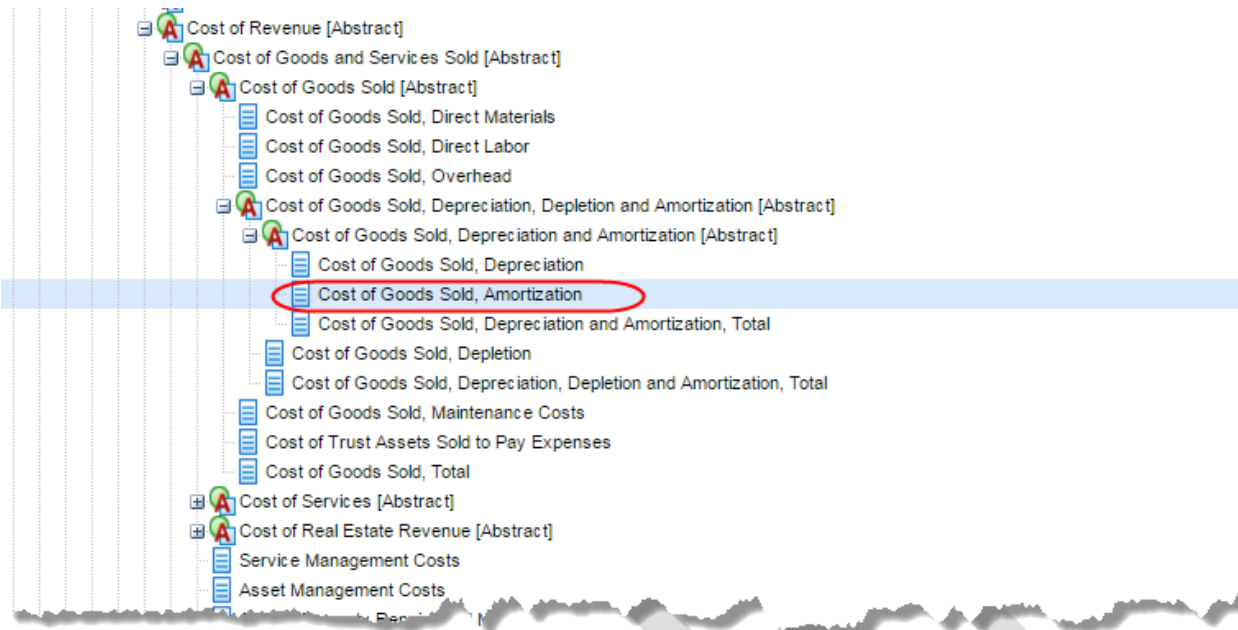 Cost of Revenue [Abstract]
Cost of Goods and Services Sold [Abstract]
Cost of Goods Sold [Abstract]
Cost of Goods Sold, Direct Materials
Cost of Goods Sold, Direct Labor
Cost of Goods Sold, Overhead
Cost of Goods Sold, Depreciation, Depletion and Amortization [Abstract]
Cost of Goods Sold, Depreciation and Amortization [Abstract]
Cost of Goods Sold, Depreciation
Cost of Goods Sold, Amortization
Cost of Goods Sold, Depreciation and Amortization, Total
Cost of Goods Sold, Depletion
Cost of Goods Sold, Depreciation, Depletion and Amortization, Total
Cost of Goods Sold, Maintenance Costs
Cost of Trust Assets Sold to Pay Expenses
Cost of Goods Sold, Total
Cost of Services [Abstract]
Cost of Real Estate Revenue [Abstract]
Service Management Costs
Asset Management Costs